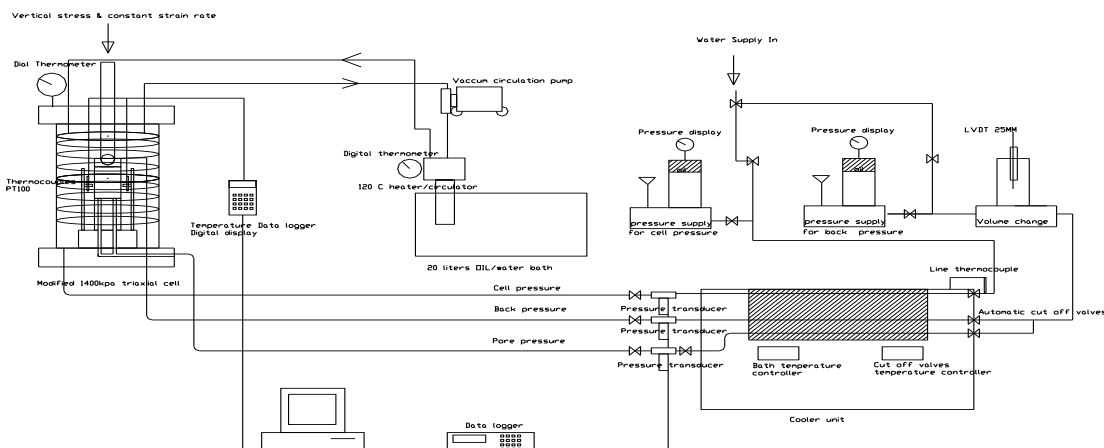 Vertical stress & constant strain rate
Water Supply In
Dial Thermometer
Vaccum circulation pump
Pressure display
Pressure display
LVDT 25MM
Digital thermometer
Thermocouples
PT100
120 C heater/circulator
Oil
Oil
Temperature Data logger
Digital display
pressure supply
for cell pressure
pressure supply
for back pressure
Volume change
20 liters OIL/water bath
Line thermocouple
Modified 1400kpa triaxial cell
Cell pressure
Back pressure
Pressure transducer
Automatic cut off valves
Pressure transducer
Pore pressure
Pressure transducer
Bath temperature
controller
Cut off valves
temperature controller
Cooler unit
Data logger